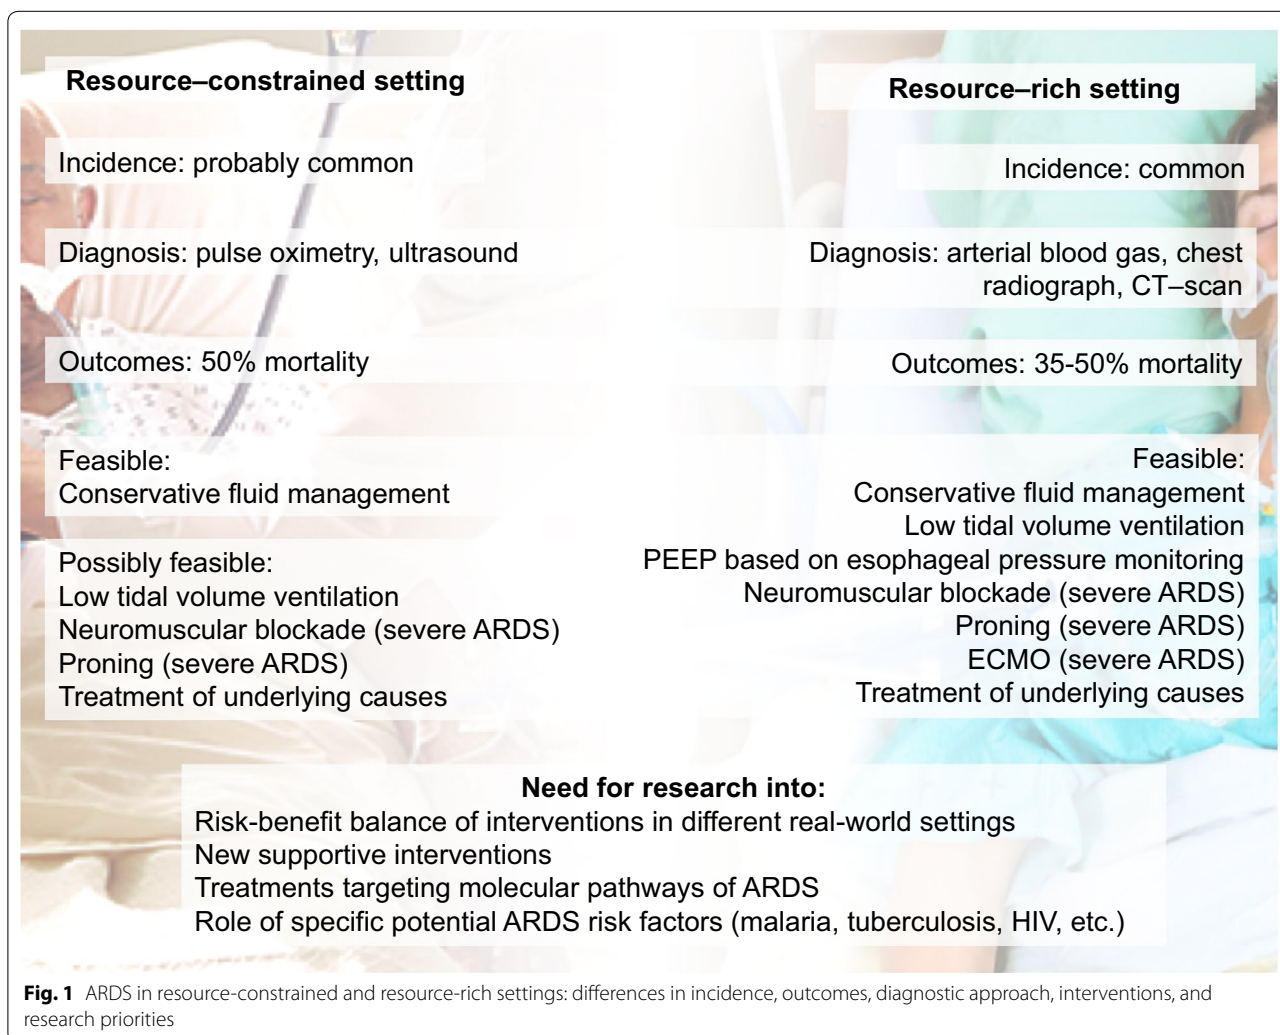 Resource–constrained setting
Incidence: probably common
Diagnosis: pulse oximetry, ultrasound
Outcomes: 50% mortality
Feasible:
Conservative fluid management
Possibly feasible:
Low tidal volume ventilation
Neuromuscular blockade (severe ARDS)
Proning (severe ARDS)
Treatment of underlying causes
Resource–rich setting
Incidence: common
Diagnosis: arterial blood gas, chest
radiograph, CT–scan
Outcomes: 35-50% mortality
Feasible:
Conservative fluid management
Low tidal volume ventilation
PEEP based on esophageal pressure monitoring
Neuromuscular blockade (severe ARDS)
Proning (severe ARDS)
ECMO (severe ARDS)
Treatment of underlying causes
Need for research into:
Risk-benefit balance of interventions in different real-world settings
New supportive interventions
Treatments targeting molecular pathways of ARDS
Role of specific potential ARDS risk factors (malaria, tuberculosis, HIV, etc.)
Fig. 1 ARDS in resource-constrained and resource-rich settings: differences in incidence, outcomes, diagnostic approach, interventions, and
research priorities